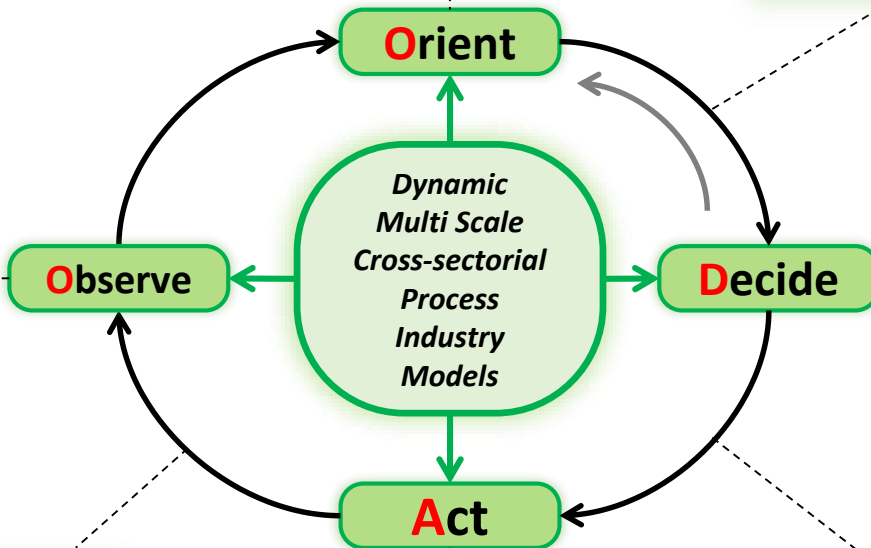 Orient
Dynamic
Multi Scale
Cross-sectorial
Process
Industry
Models
Observe
Decide
Act